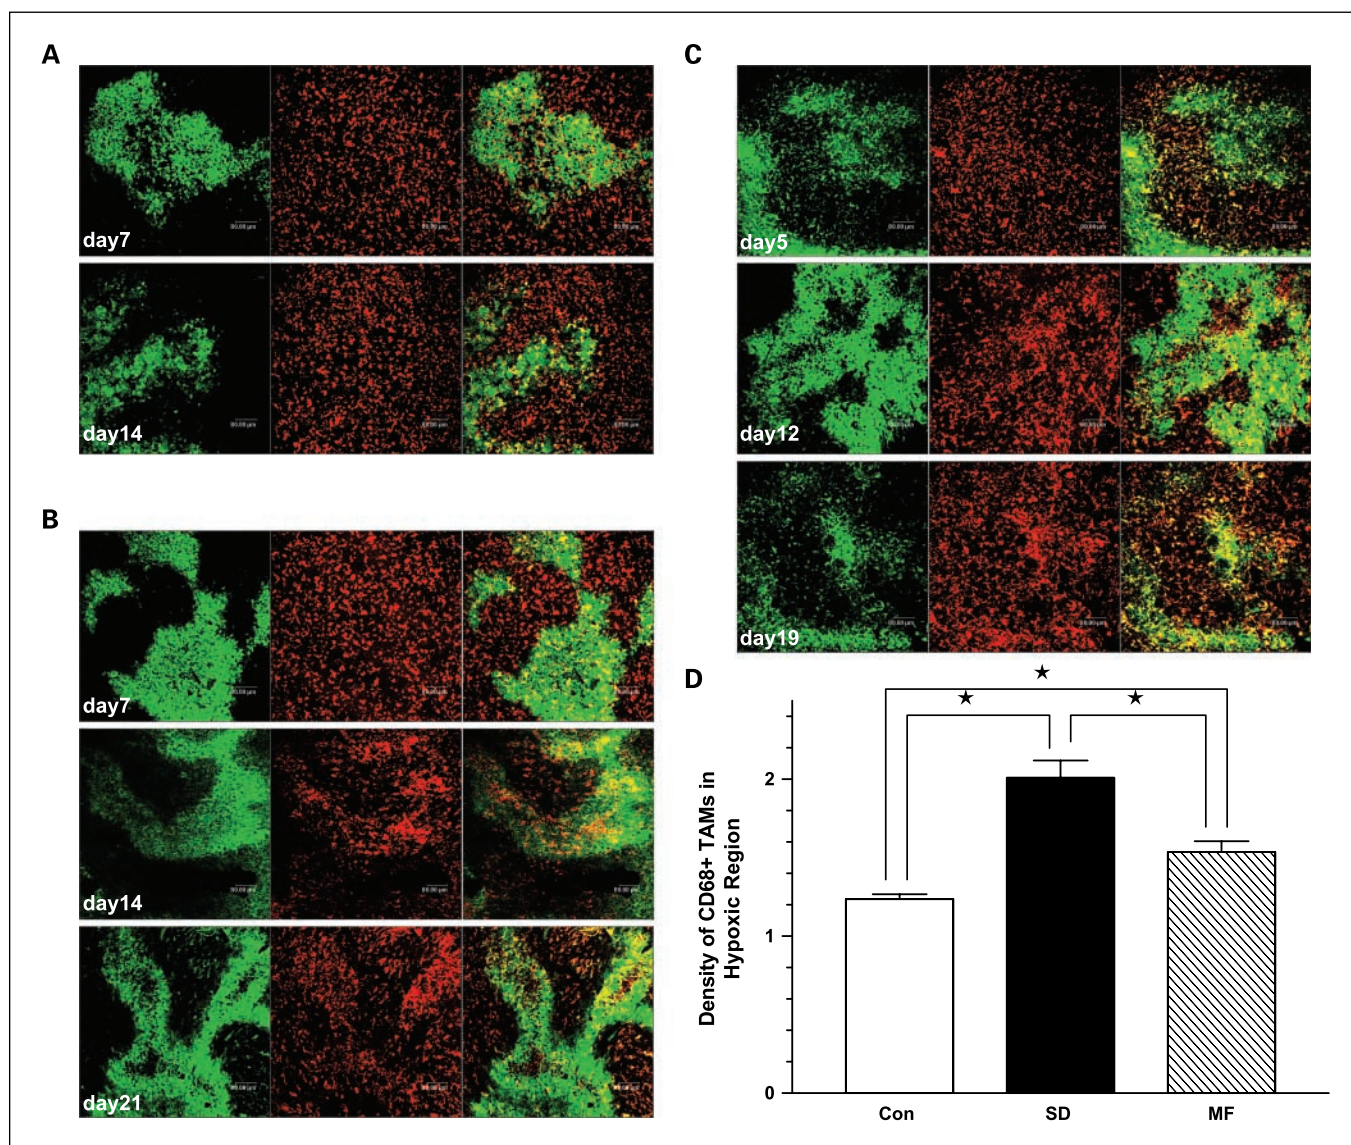 A
day7
day14
B
day7
day14
day21
C
day5
day12
day19
D
Density of CD68+ TAMs in
Hypoxic Region
2
1
0
Con
SD
MF